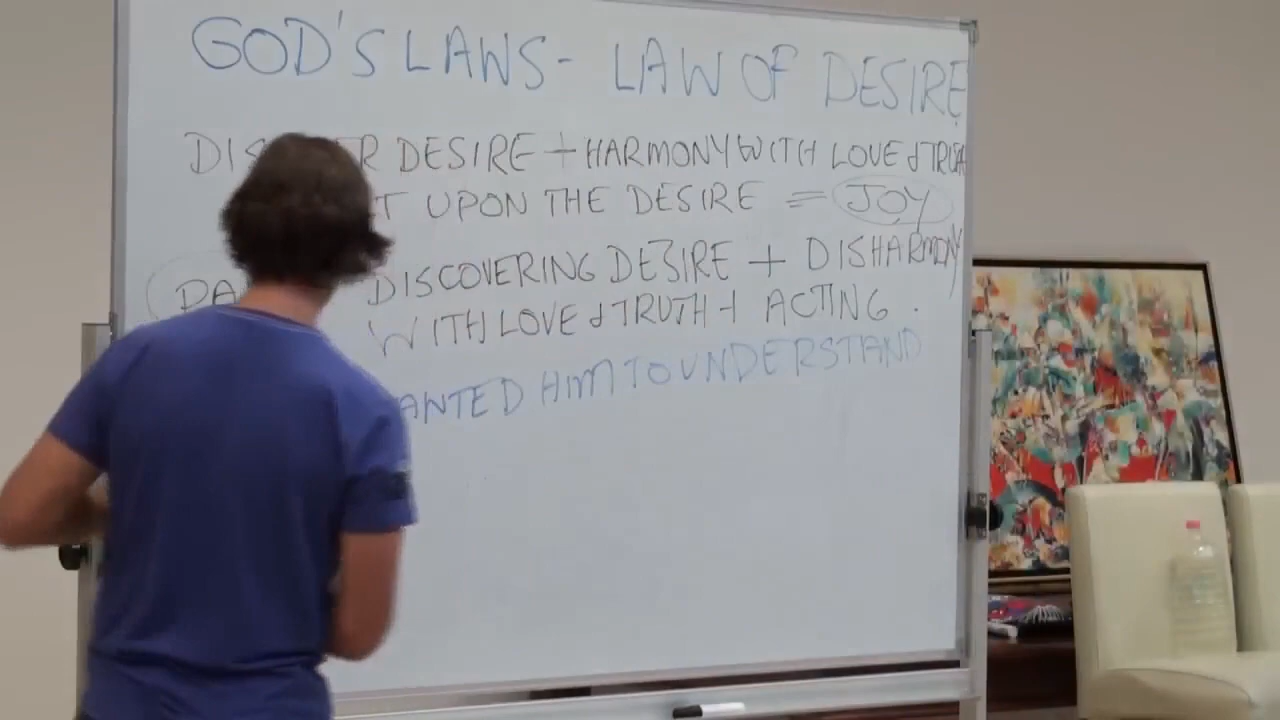 GOD'S LAWS - LAW OF DESIRE
DESIRE + HARMONY WITH LOVE & TRUTH
UPON THE DESIRE = JOY
DISCOVERING DESIRE + DISHARMONY
WITH LOVE & TRUTH + ACTING.
HIM TO UNDERSTAND